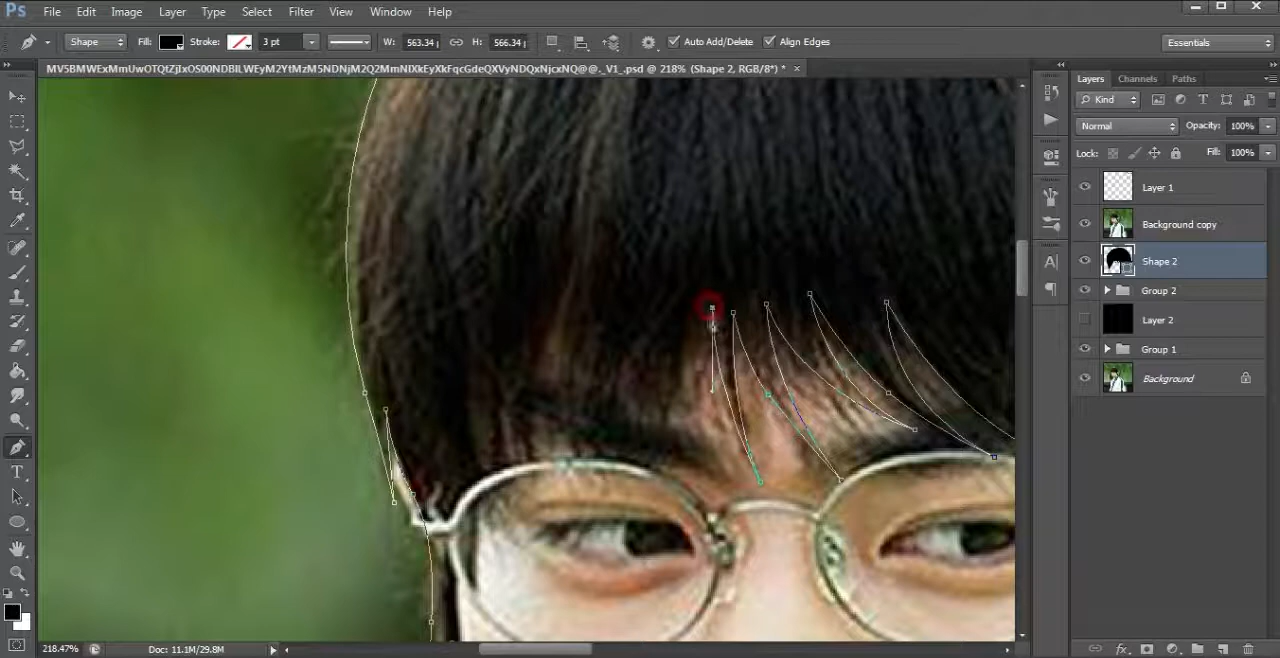 Ps File Edit Image Layer Type Select Filter View Window Help
Shape Fill: Stroke: 3 pt W: 563.34 H: 566.34 Auto Add/Delete Align Edges Essentials
@@._V1_.psd @ 218% (Shape 2, RGB/8*) * ×
Layers Channels Paths
Kind
Normal Opacity: 100%
Lock: Fill: 100%
Layer 1
Background copy
Shape 2
Group 2
Layer 2
Group 1
Background
218.47% Doc: 11.1M/29.8M